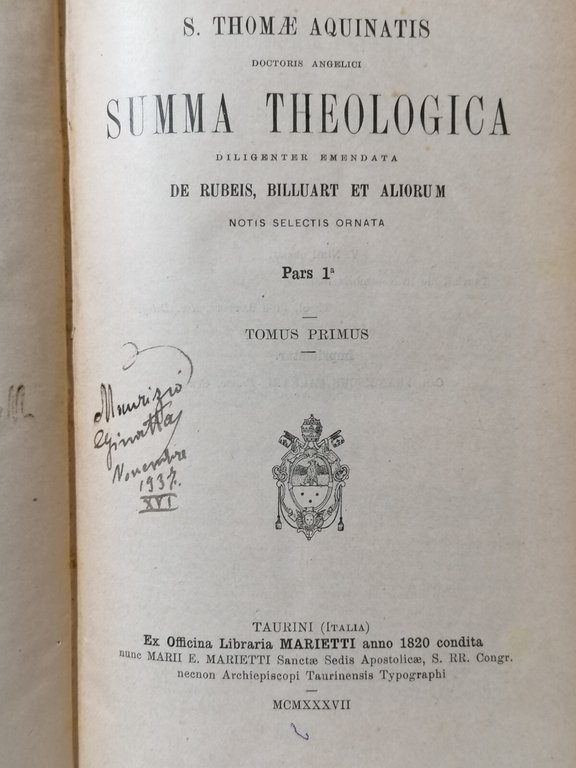 S. THOMÆ AQUINATIS
DOCTORIS ANGELICI
SUMMA THEOLOGICA
DILIGENTER EMENDATA
DE RUBEIS, BILLUART ET ALIORUM
NOTIS SELECTIS ORNATA
Pars 1ª
TOMUS PRIMUS
Maurizio
Ginatta
Novembre
1937.
XVI
TAURINI (ITALIA)
Ex Officina Libraria MARIETTI anno 1820 condita
nunc MARII E. MARIETTI Sanctæ Sedis Apostolicæ, S. RR. Congr.
necnon Archiepiscopi Taurinensis Typographi
MCMXXXVII